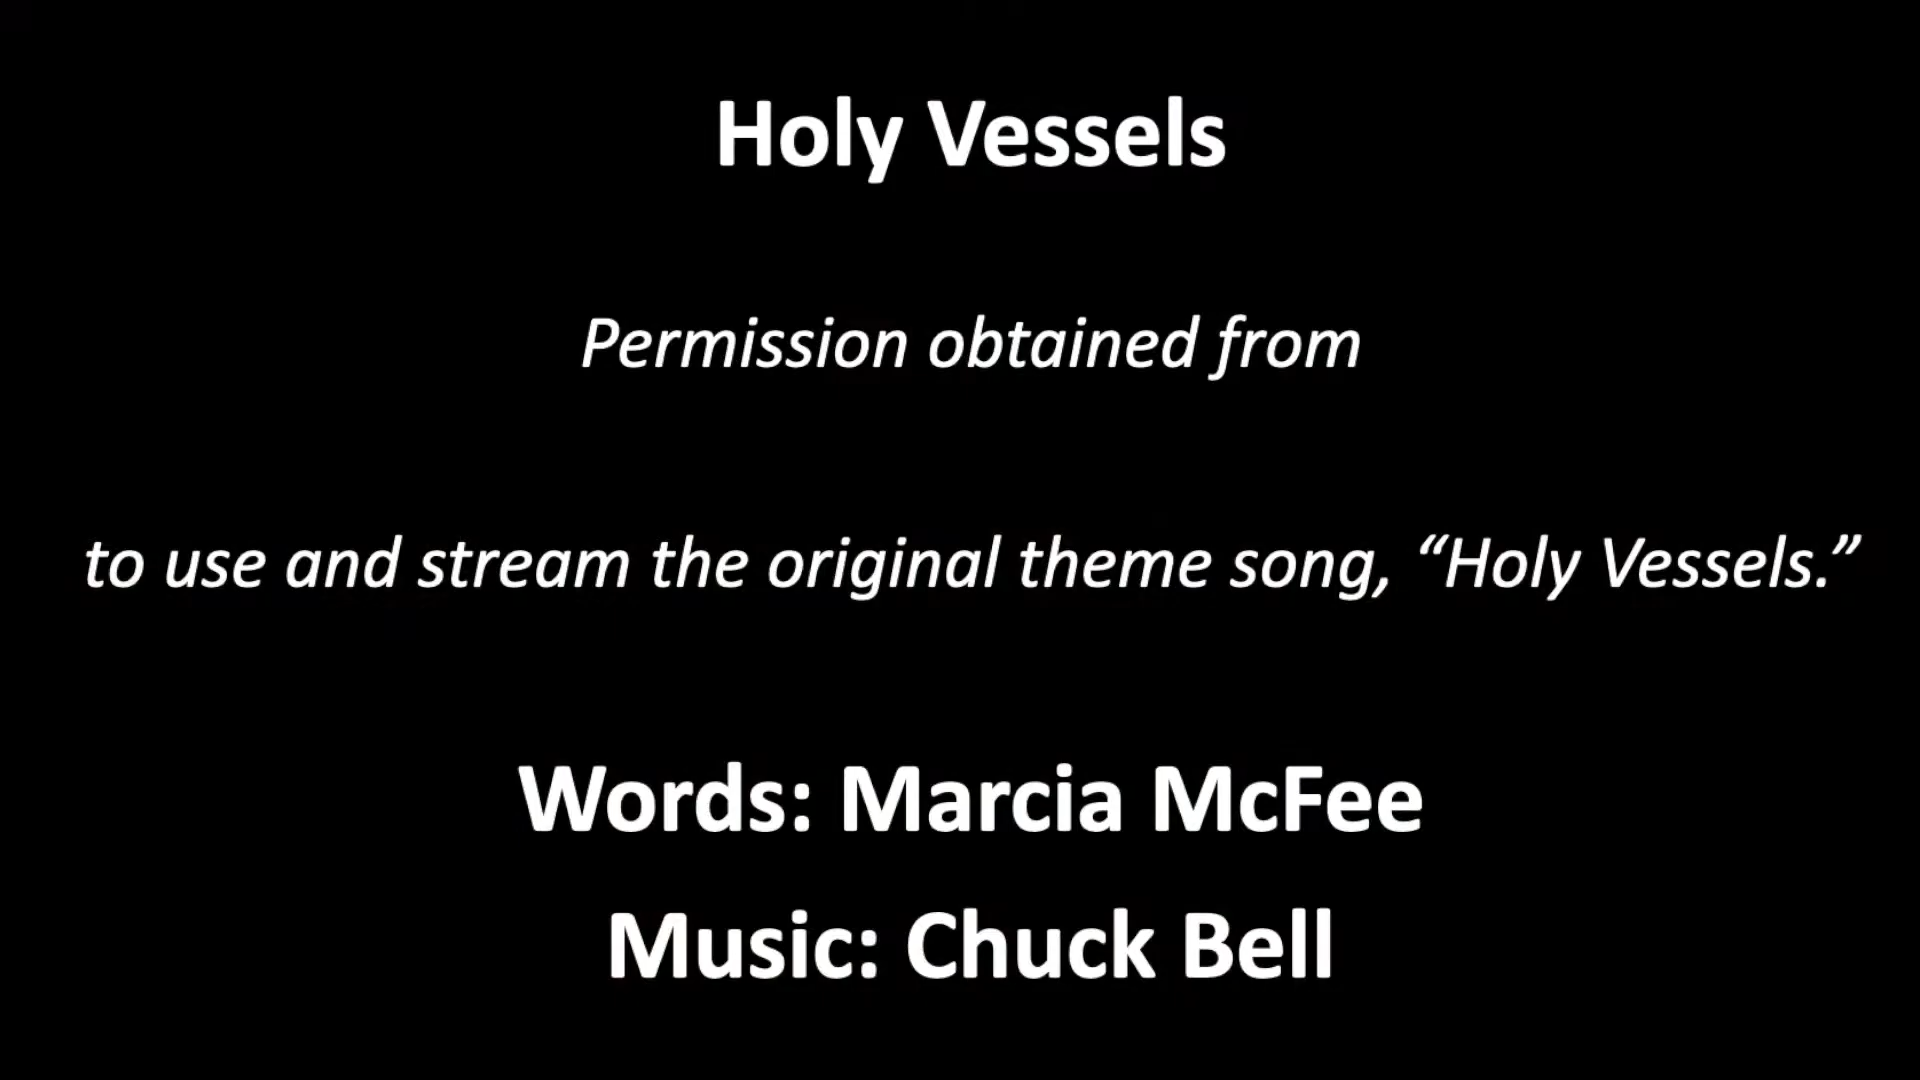 Holy Vessels
Permission obtained from
to use and stream the original theme song, “Holy Vessels.”
Words: Marcia McFee
Music: Chuck Bell